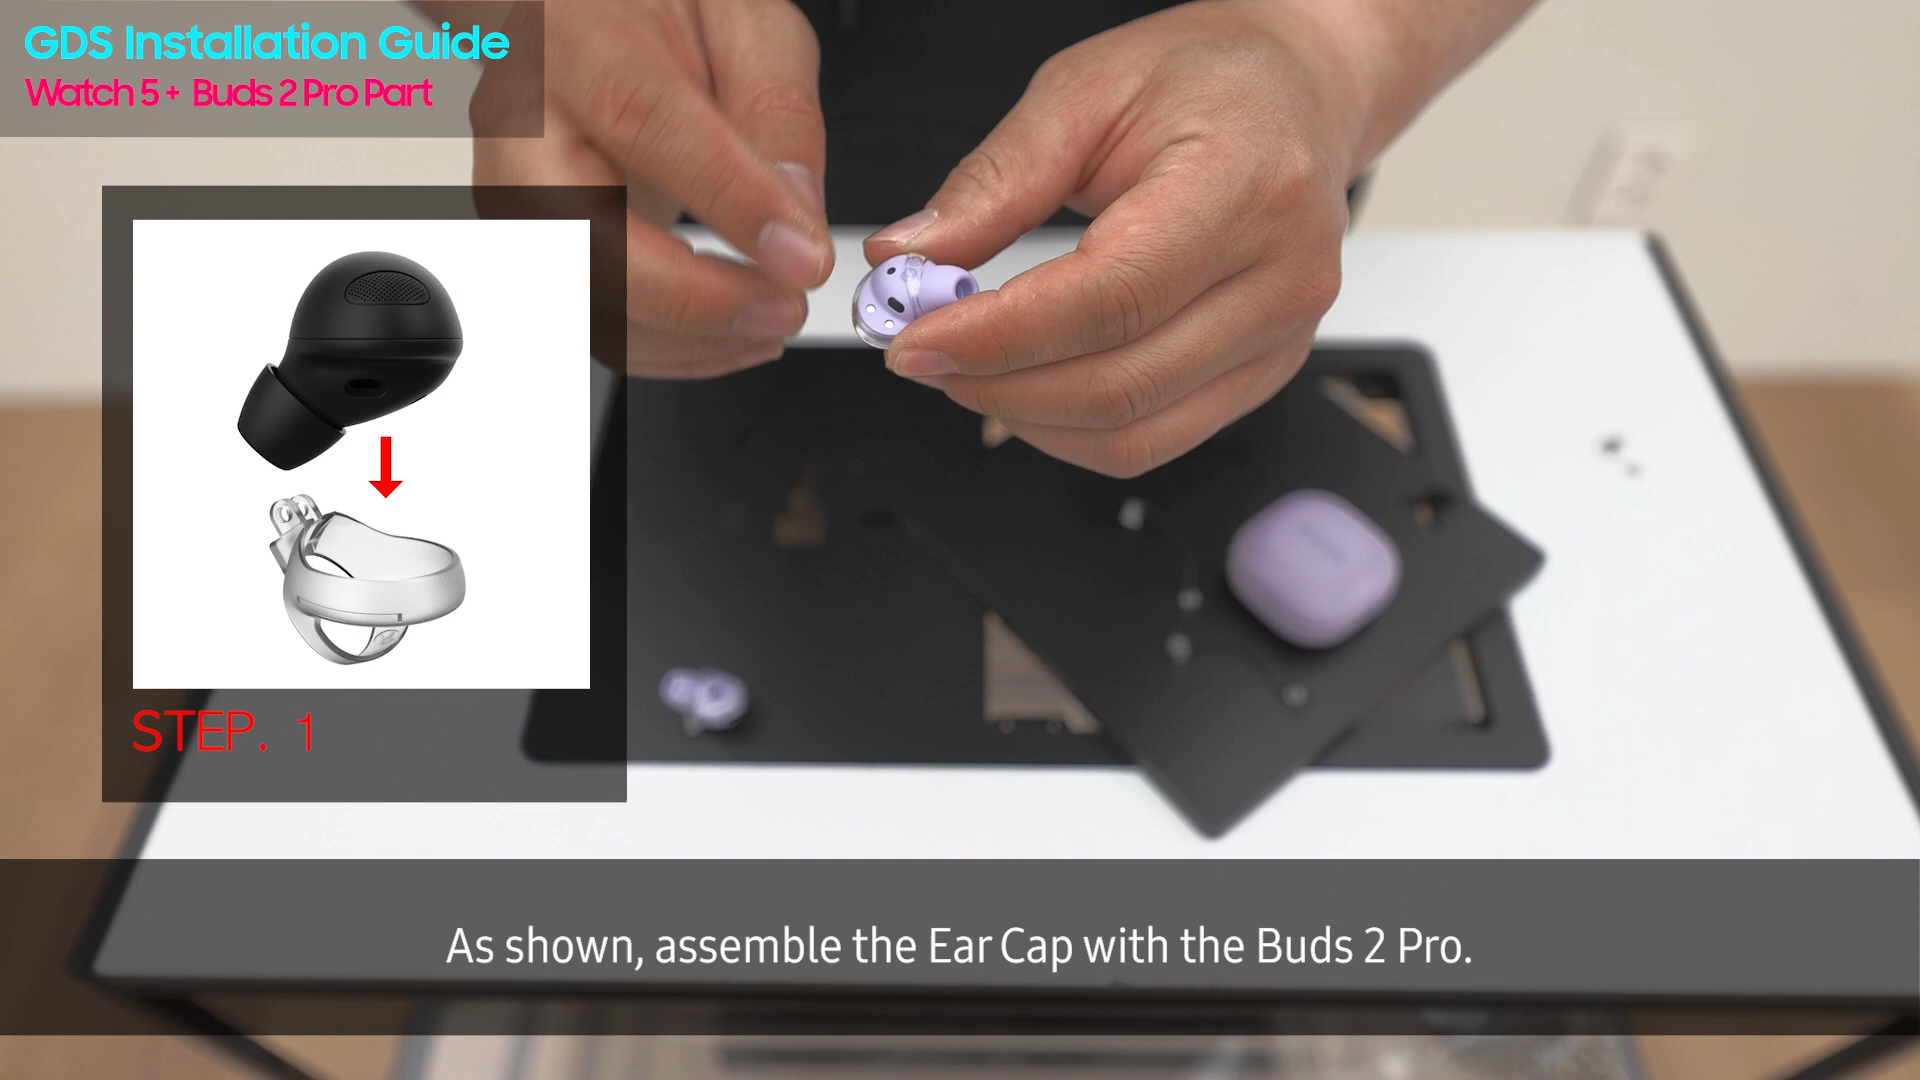 GDS Installation Guide
Watch 5 + Buds 2 Pro Part
STEP. 1
As shown, assemble the Ear Cap with the Buds 2 Pro.